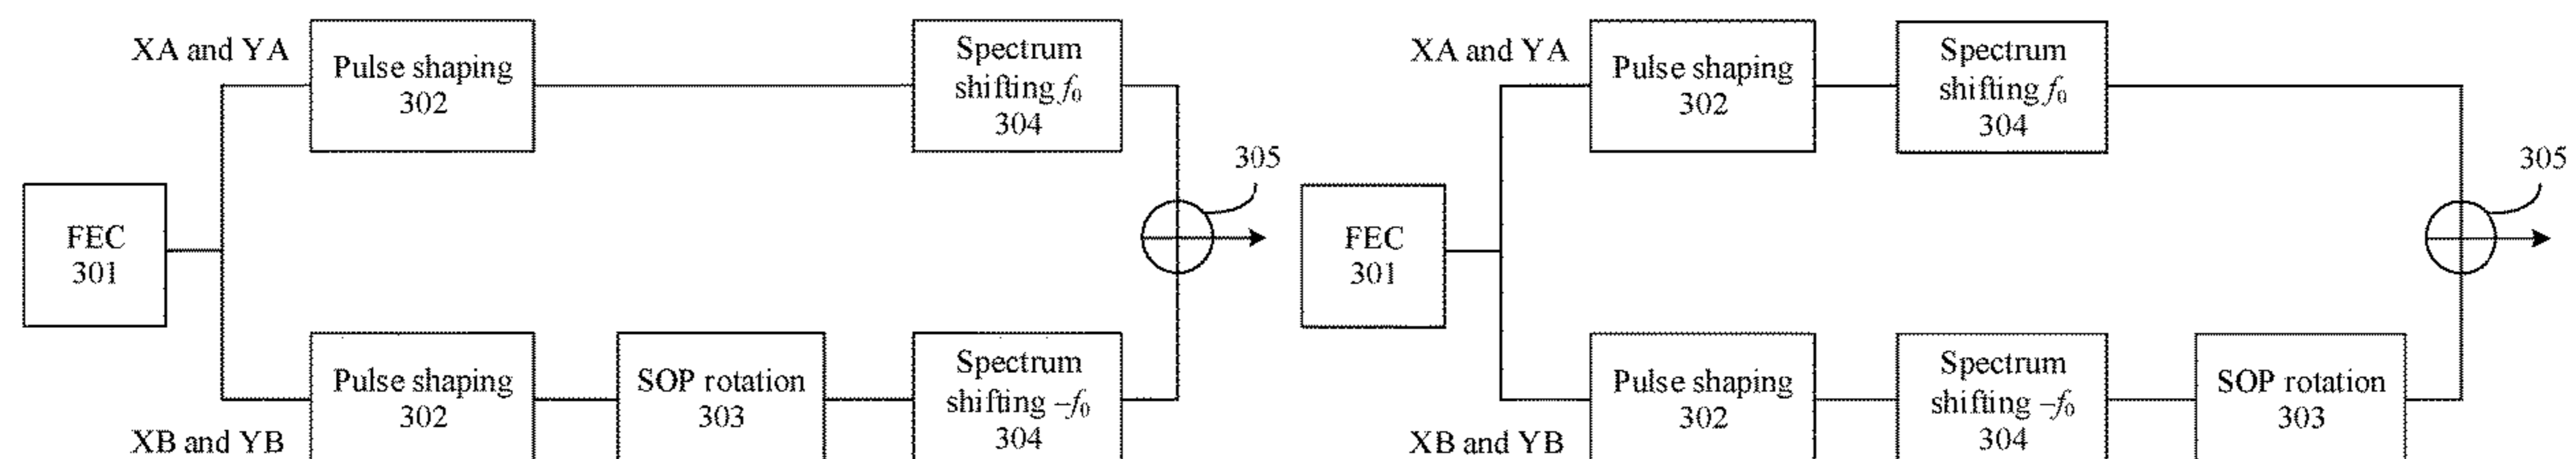 XA and YA
Pulse shaping
302
Spectrum
shifting f₀
304
305
FEC
301
Pulse shaping
302
SOP rotation
303
Spectrum
shifting –f₀
304
XB and YB
XA and YA
Pulse shaping
302
Spectrum
shifting f₀
304
305
FEC
301
Pulse shaping
302
Spectrum
shifting –f₀
304
SOP rotation
303
XB and YB